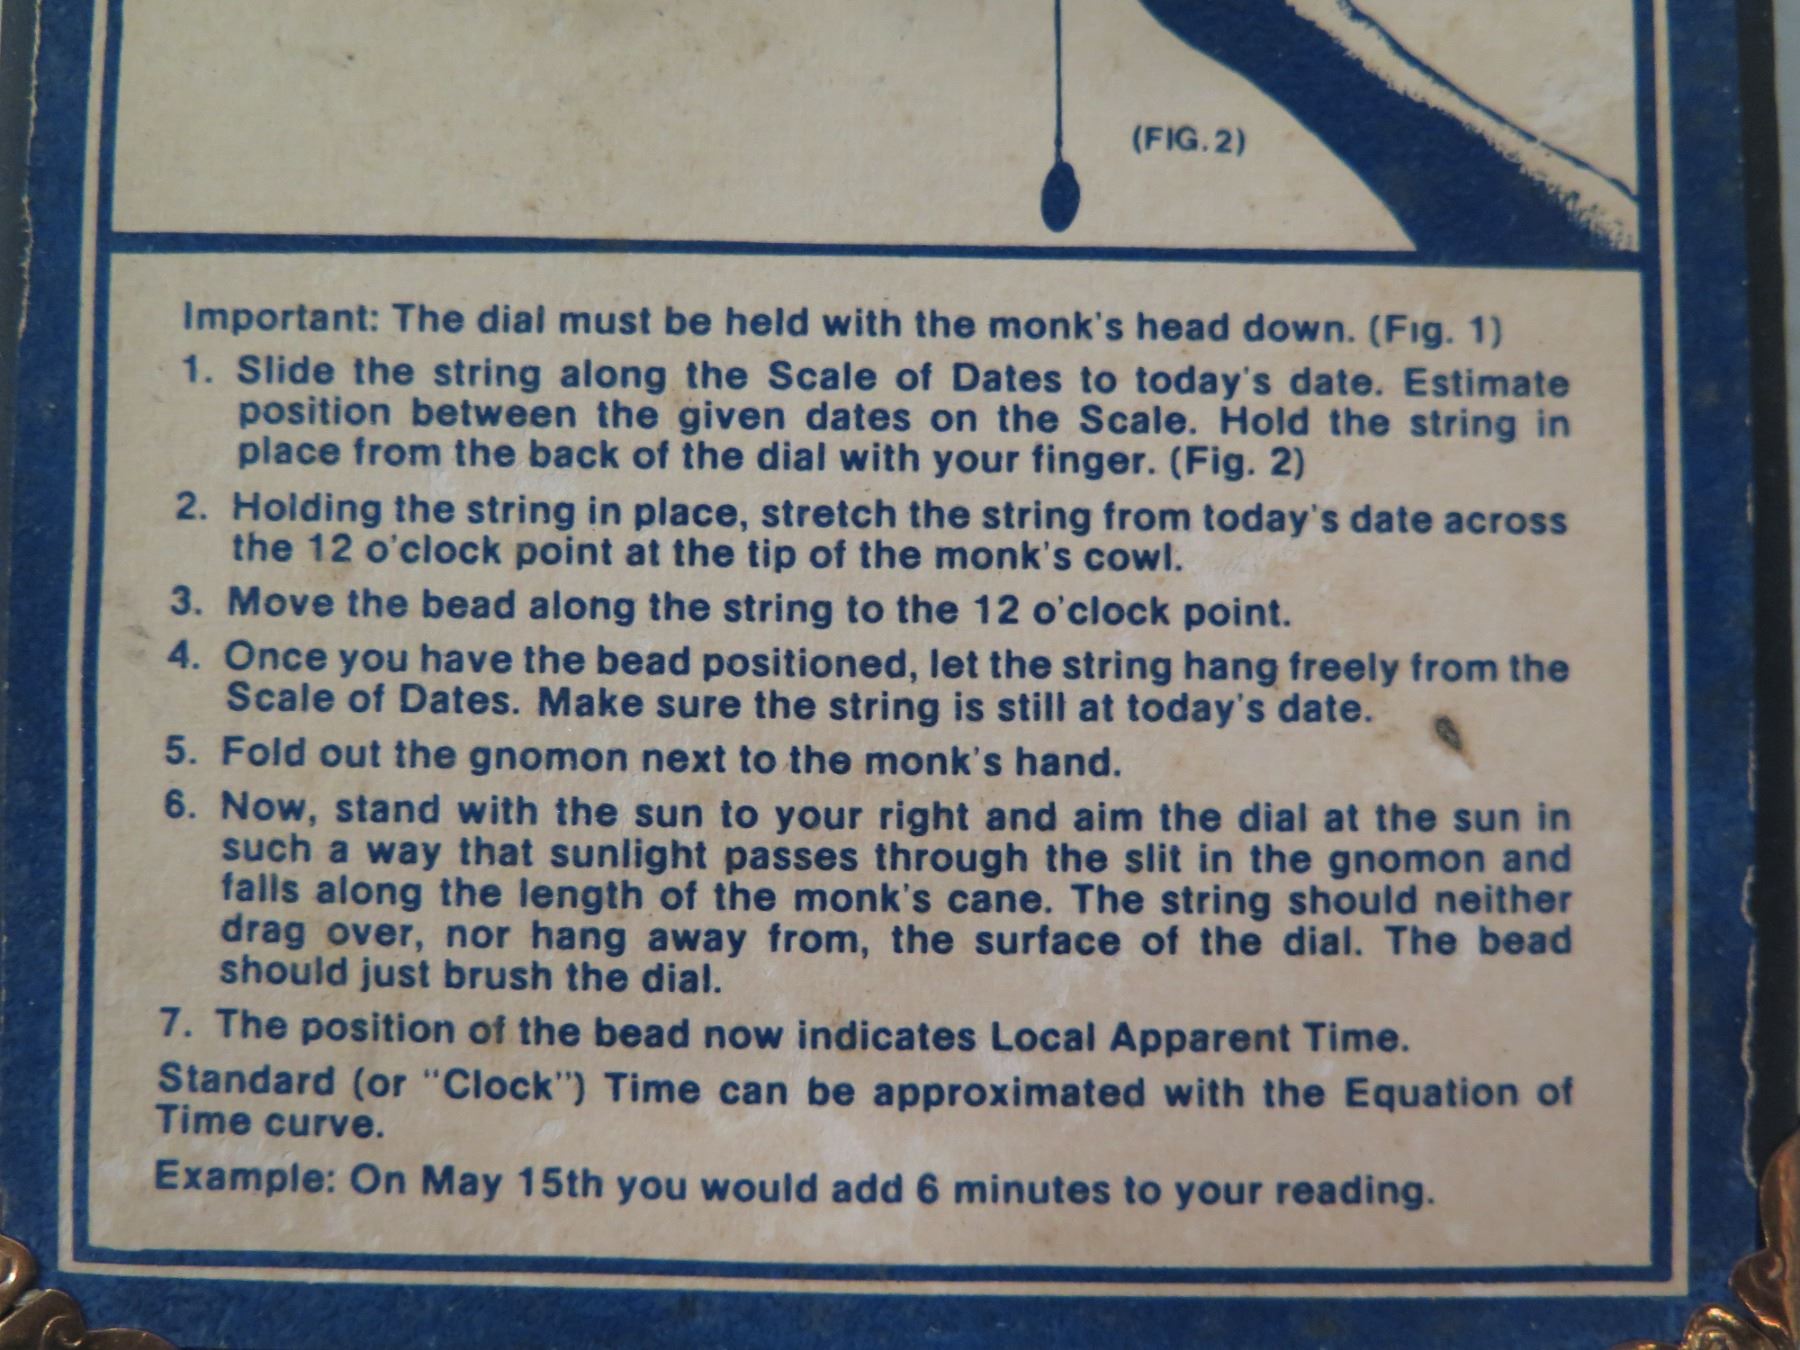 (FIG. 2)
Important: The dial must be held with the monk's head down. (Fig. 1)
1. Slide the string along the Scale of Dates to today's date. Estimate
position between the given dates on the Scale. Hold the string in
place from the back of the dial with your finger. (Fig. 2)
2. Holding the string in place, stretch the string from today's date across
the 12 o'clock point at the tip of the monk's cowl.
3. Move the bead along the string to the 12 o'clock point.
4. Once you have the bead positioned, let the string hang freely from the
Scale of Dates. Make sure the string is still at today's date.
5. Fold out the gnomon next to the monk's hand.
6. Now, stand with the sun to your right and aim the dial at the sun in
such a way that sunlight passes through the slit in the gnomon and
falls along the length of the monk's cane. The string should neither
drag over, nor hang away from, the surface of the dial. The bead
should just brush the dial.
7. The position of the bead now indicates Local Apparent Time.
Standard (or "Clock") Time can be approximated with the Equation of
Time curve.
Example: On May 15th you would add 6 minutes to your reading.